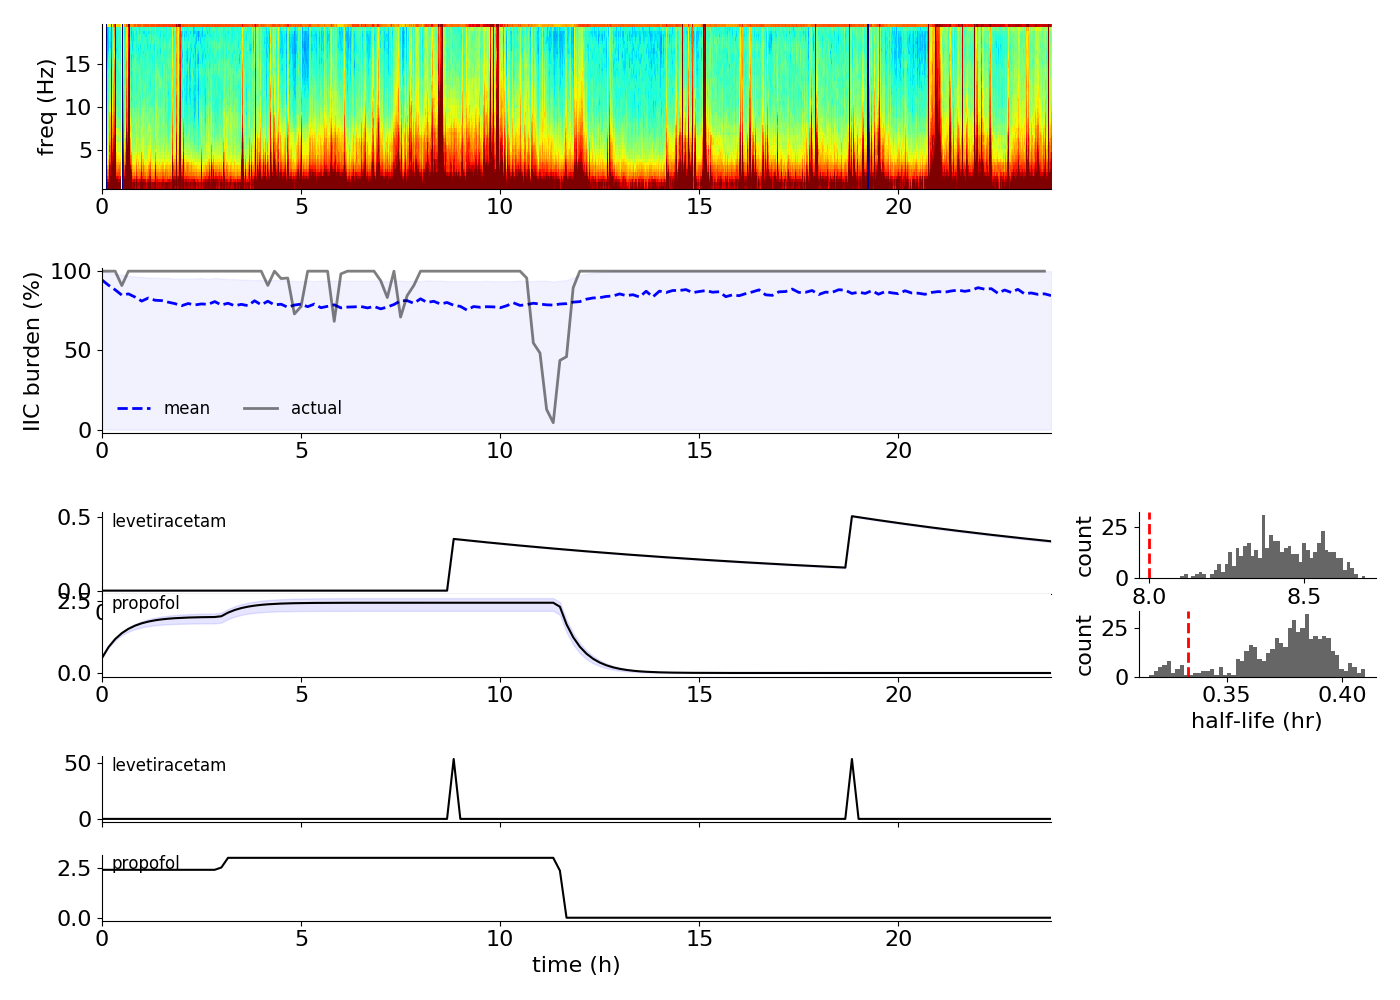 freq (Hz)
15
10
5
0 5 10 15 20
IIC burden (%)
100
50
0
mean actual
0 5 10 15 20
0.5
0.0
levetiracetam
count
25
0
8.0 8.5
2.5
0.0
propofol
0 5 10 15 20
count
25
0
0.35 0.40
half-life (hr)
50
0
levetiracetam
2.5
0.0
propofol
0 5 10 15 20
time (h)